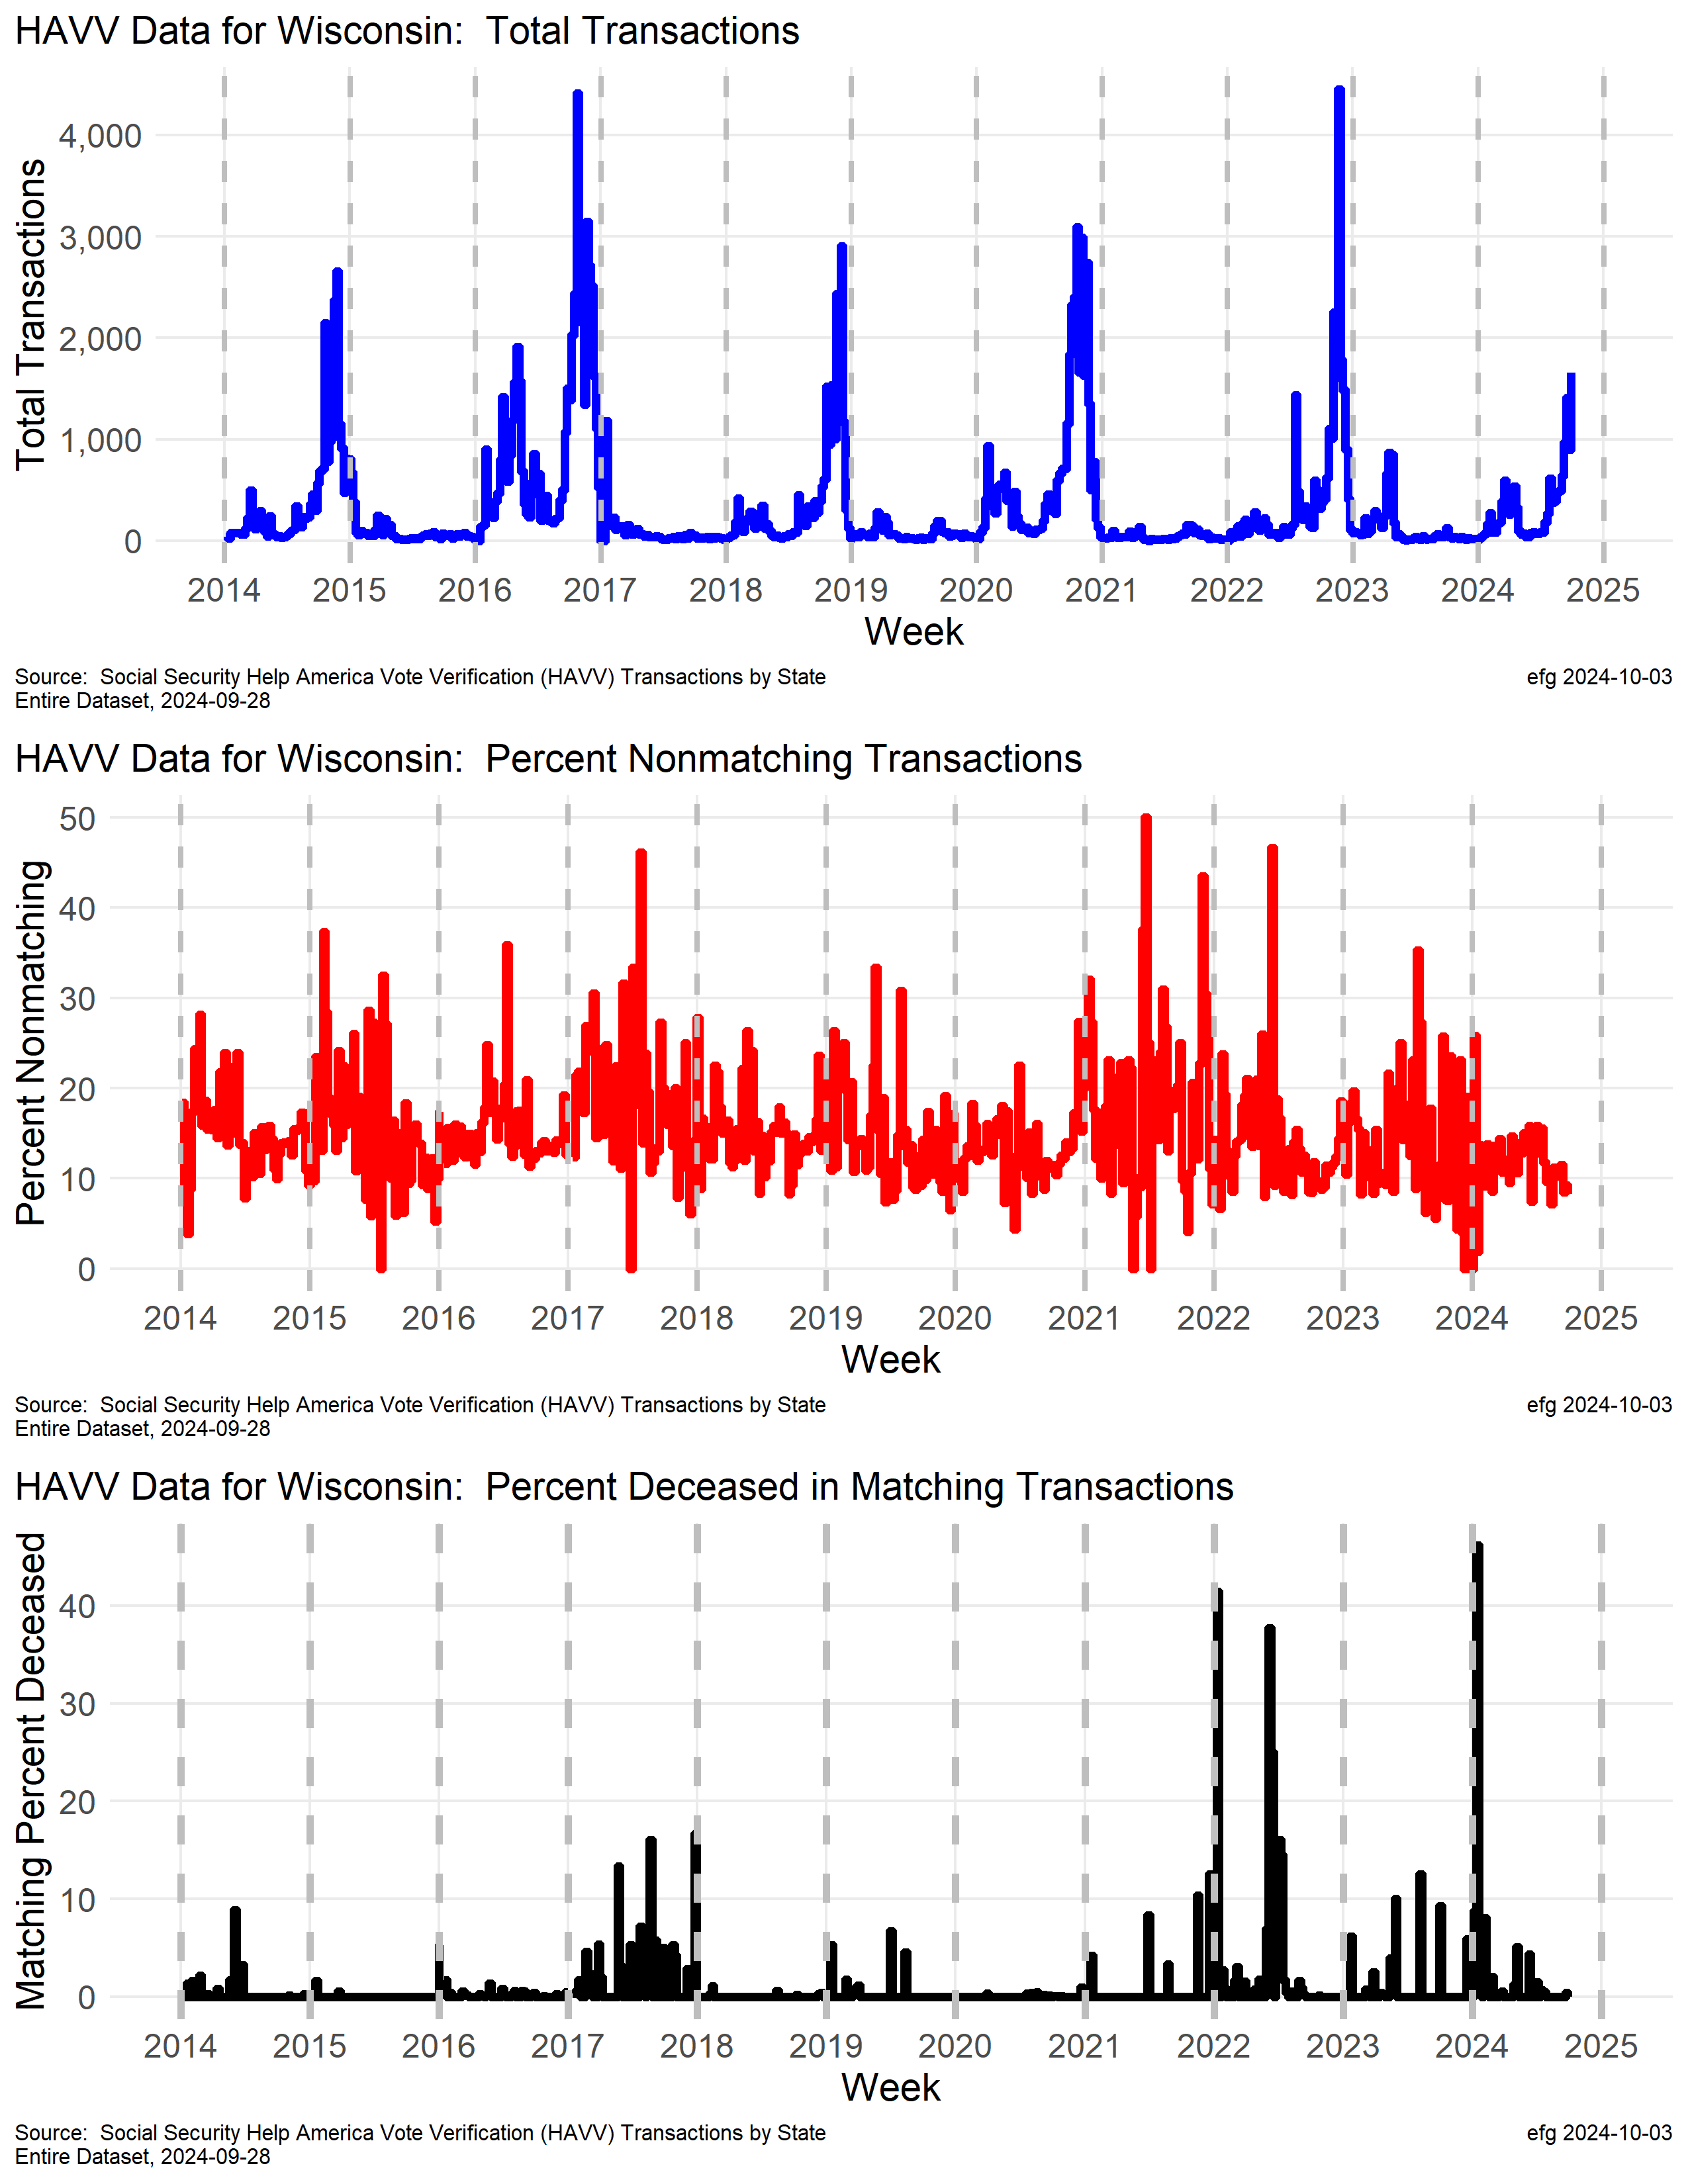 HAVV Data for Wisconsin:  Total Transactions
Total Transactions
4,000
3,000
2,000
1,000
0
2014 2015 2016 2017 2018 2019 2020 2021 2022 2023 2024 2025
Week
Source:  Social Security Help America Vote Verification (HAVV) Transactions by State
Entire Dataset, 2024-09-28
efg 2024-10-03
HAVV Data for Wisconsin:  Percent Nonmatching Transactions
Percent Nonmatching
50
40
30
20
10
0
2014 2015 2016 2017 2018 2019 2020 2021 2022 2023 2024 2025
Week
Source:  Social Security Help America Vote Verification (HAVV) Transactions by State
Entire Dataset, 2024-09-28
efg 2024-10-03
HAVV Data for Wisconsin:  Percent Deceased in Matching Transactions
Matching Percent Deceased
40
30
20
10
0
2014 2015 2016 2017 2018 2019 2020 2021 2022 2023 2024 2025
Week
Source:  Social Security Help America Vote Verification (HAVV) Transactions by State
Entire Dataset, 2024-09-28
efg 2024-10-03